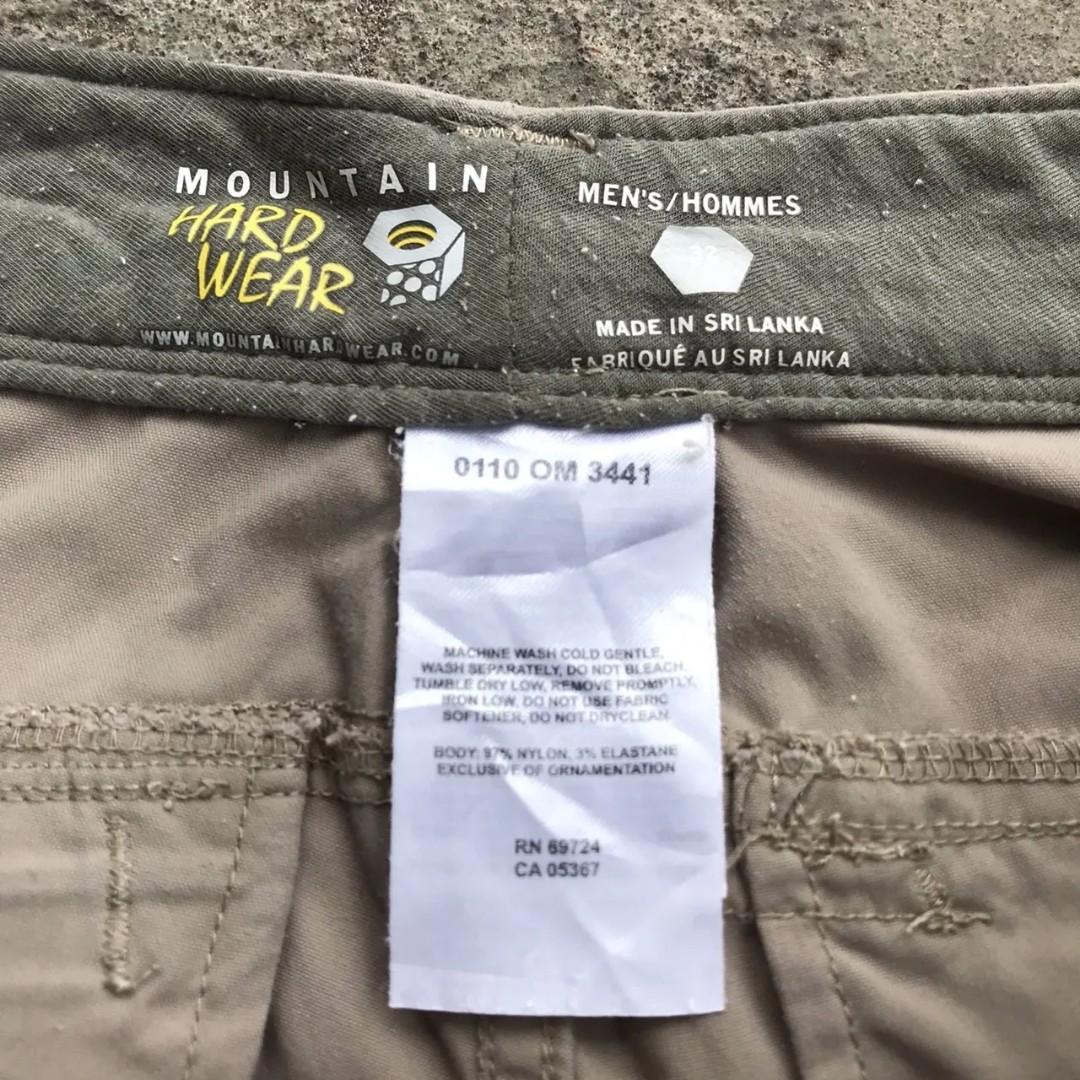 MOUNTAIN
HARD
WEAR
WWW.MOUNTAINHARDWEAR.COM
MEN'S/HOMMES
32
MADE IN SRI LANKA
FABRIQUÉ AU SRI LANKA
0110 OM 3441
MACHINE WASH COLD GENTLE,
WASH SEPARATELY, DO NOT BLEACH,
TUMBLE DRY LOW, REMOVE PROMPTLY,
IRON LOW, DO NOT USE FABRIC
SOFTENER, DO NOT DRYCLEAN
BODY: 97% NYLON, 3% ELASTANE
EXCLUSIVE OF ORNAMENTATION
RN 69724
CA 05367